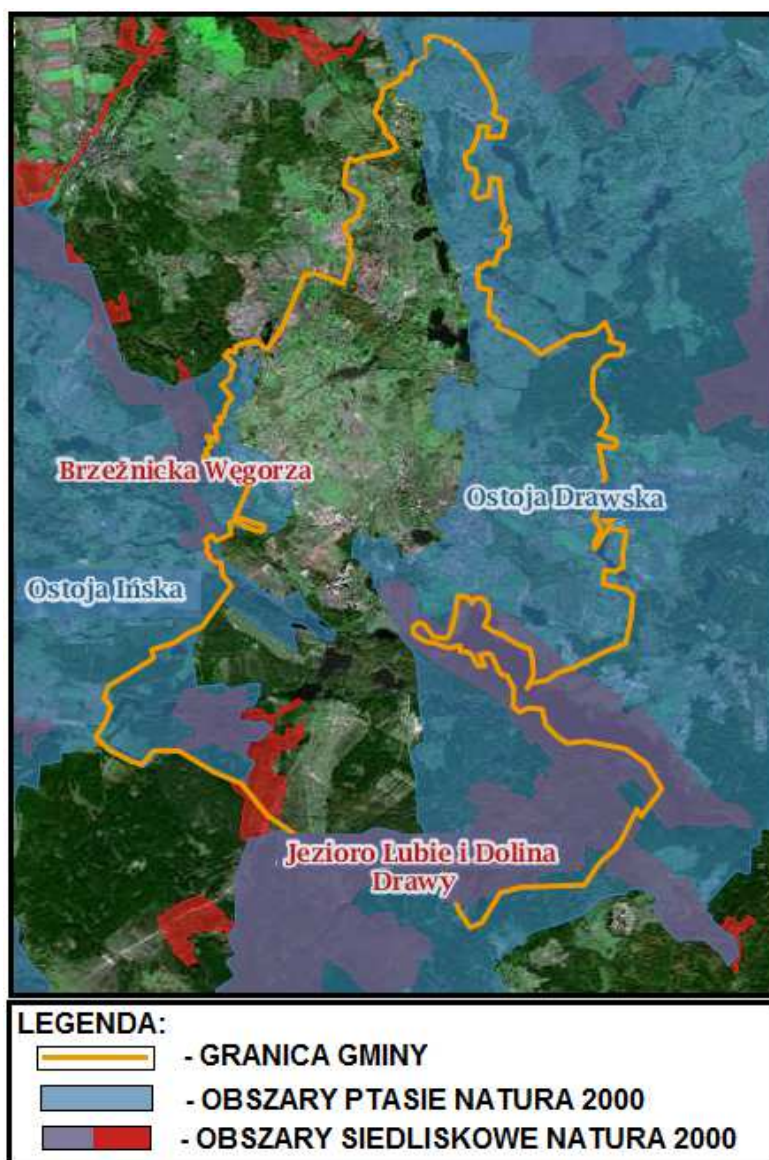 Brzeźnicka Węgorza
Ostoja Drawska
Ostoja Ińska
Jezioro Lubie i Dolina
Drawy
LEGENDA:
- GRANICA GMINY
- OBSZARY PTASIE NATURA 2000
- OBSZARY SIEDLISKOWE NATURA 2000